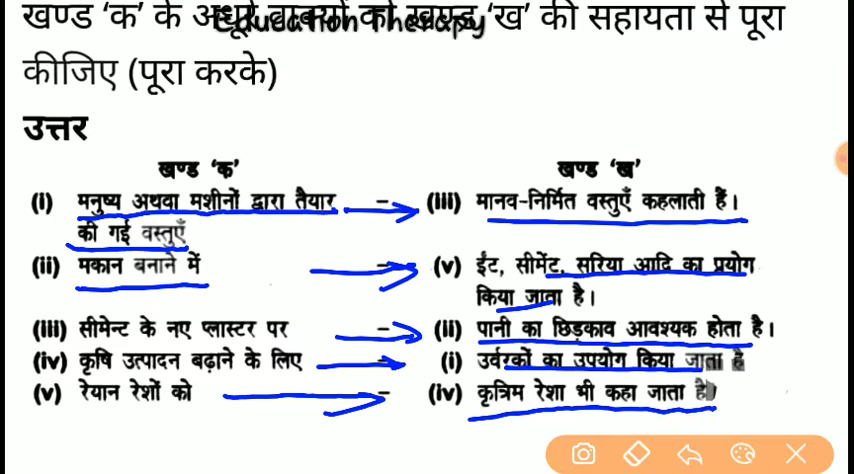 खण्ड ‘क’ के अधूरे वाक्यों को खण्ड ‘ख’ की सहायता से पूरा
Education Therapy
कीजिए (पूरा करके)
उत्तर
खण्ड ‘क’ खण्ड ‘ख’
(i) मनुष्य अथवा मशीनों द्वारा तैयार – (iii) मानव-निर्मित वस्तुएँ कहलाती हैं।
की गई वस्तुएँ
(ii) मकान बनाने में – (v) ईंट, सीमेंट, सरिया आदि का प्रयोग
किया जाता है।
(iii) सीमेन्ट के नए प्लास्टर पर – (ii) पानी का छिड़काव आवश्यक होता है।
(iv) कृषि उत्पादन बढ़ाने के लिए – (i) उर्वरकों का उपयोग किया जाता है
(v) रेयान रेशों को – (iv) कृत्रिम रेशा भी कहा जाता है।